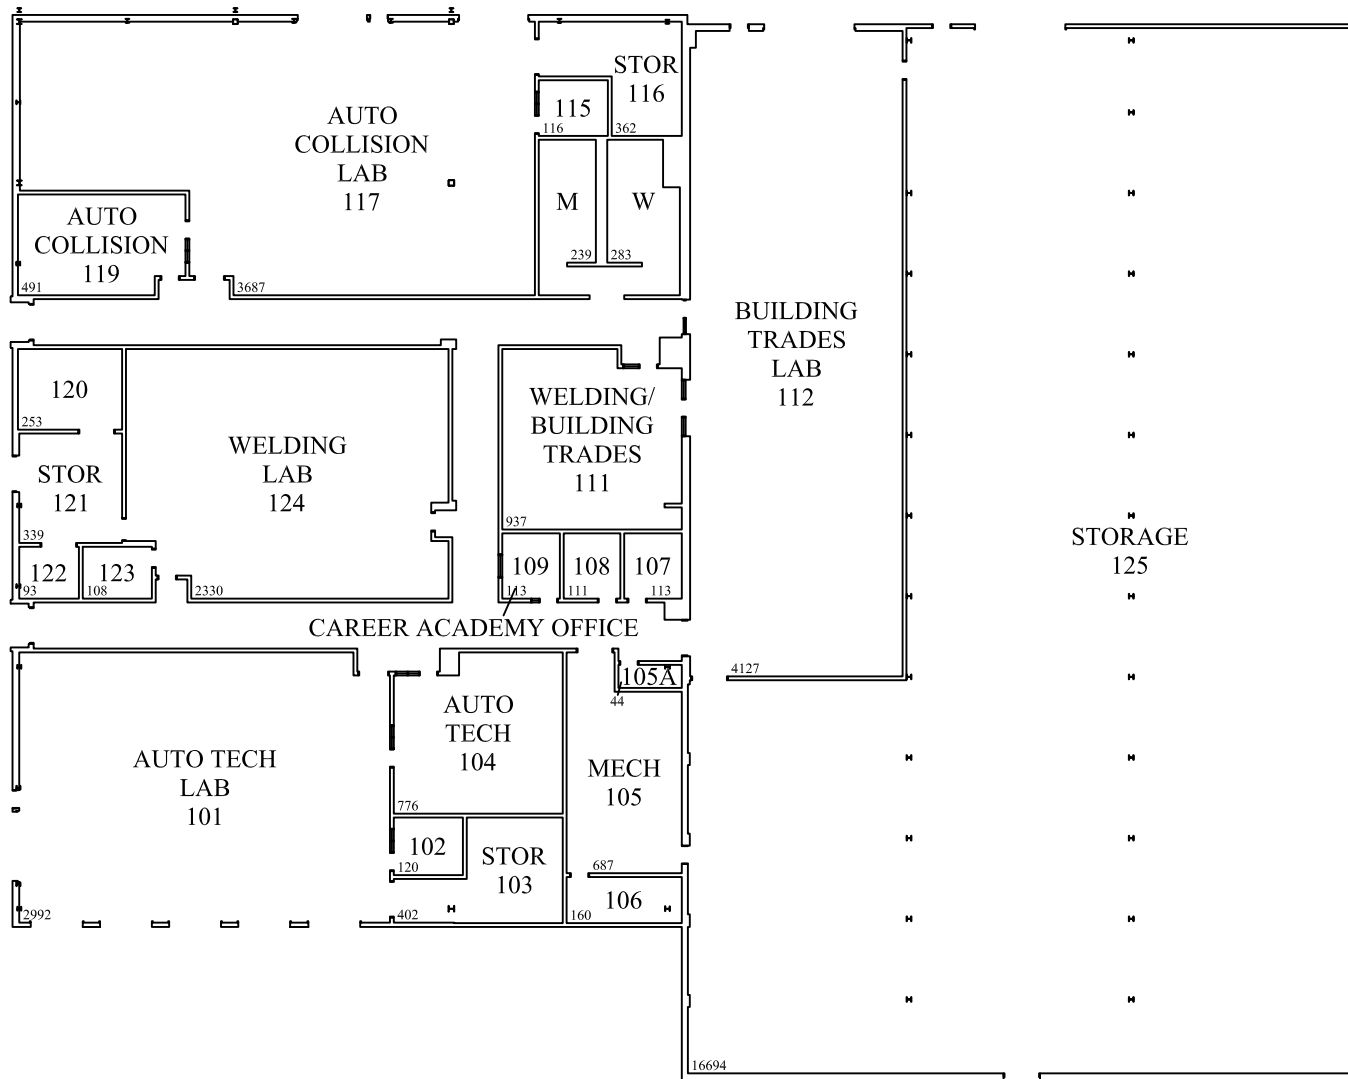 STOR
116
115
116
362
AUTO
COLLISION
LAB
117
M
W
239
283
AUTO
COLLISION
119
491
3687
BUILDING
TRADES
LAB
112
120
253
WELDING/
BUILDING
TRADES
111
WELDING
LAB
124
STOR
121
339
937
STORAGE
125
122
93
123
108
2330
109
113
108
111
107
113
CAREER ACADEMY OFFICE
4127
105A
44
AUTO
TECH
104
AUTO TECH
LAB
101
MECH
105
776
102
120
STOR
103
687
106
2992
402
160
16694